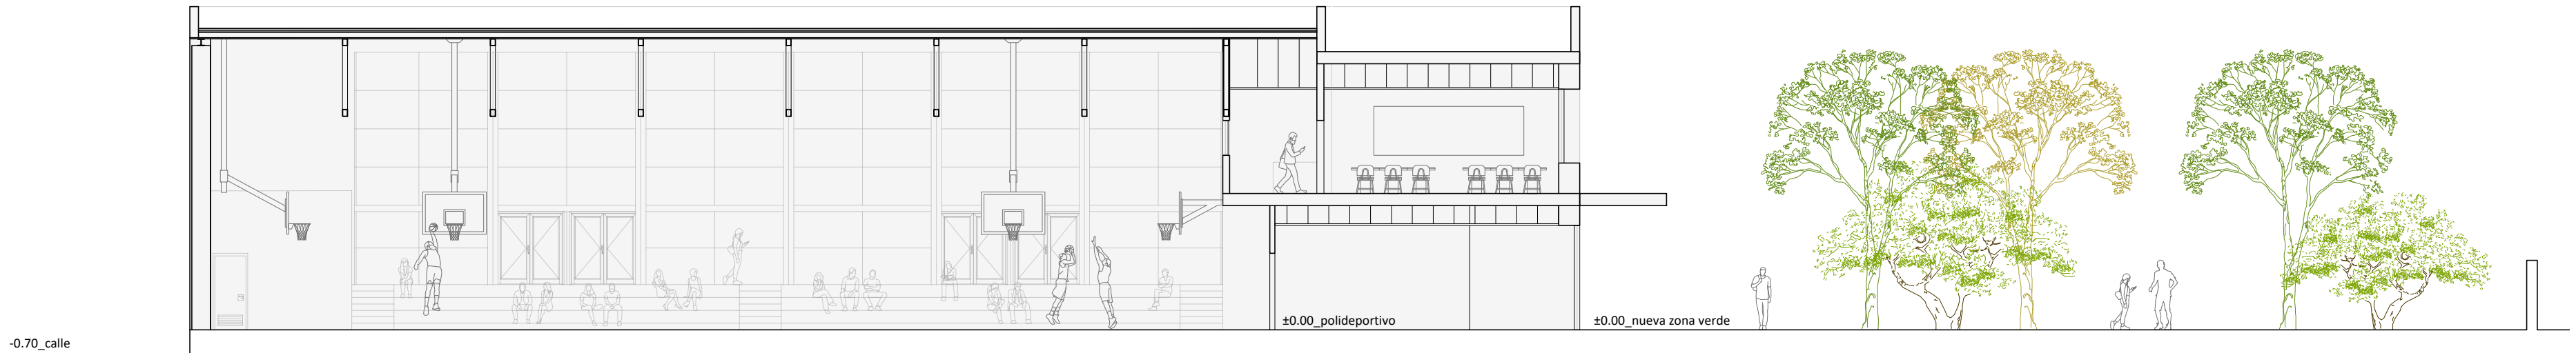 ±0.00_polideportivo
±0.00_nueva zona verde
-0.70_calle